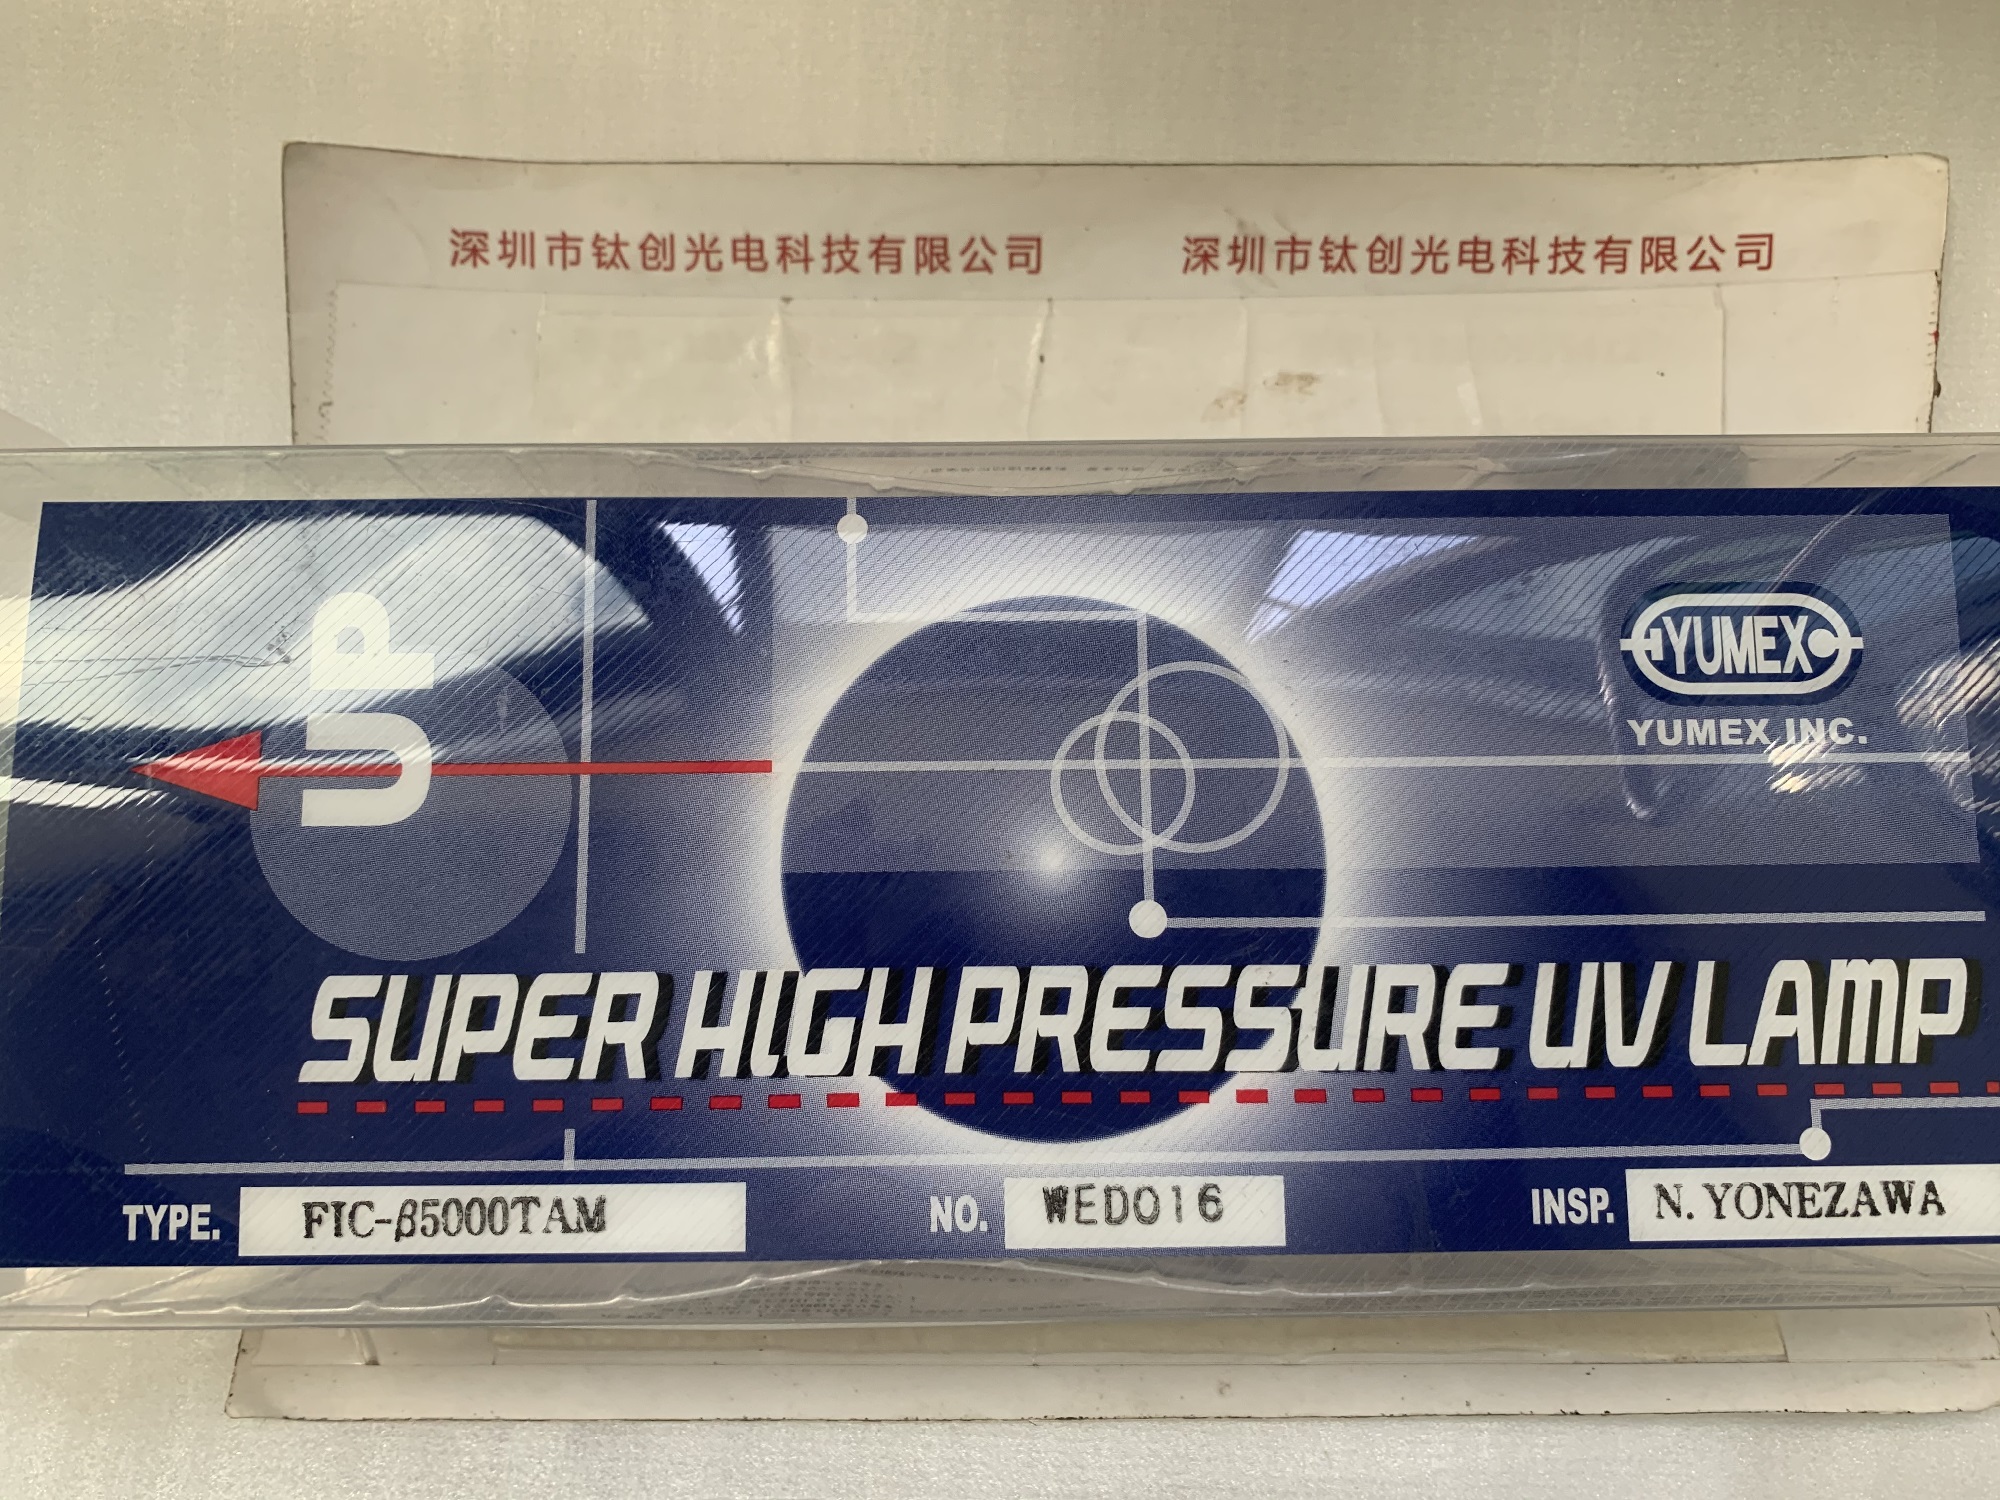 深圳市钛创光电科技有限公司 深圳市钛创光电科技有限公司
UP
YUMEX
YUMEX INC.
SUPER HIGH PRESSURE UV LAMP
TYPE. FIC-β5000TAM NO. WED016 INSP. N. YONEZAWA